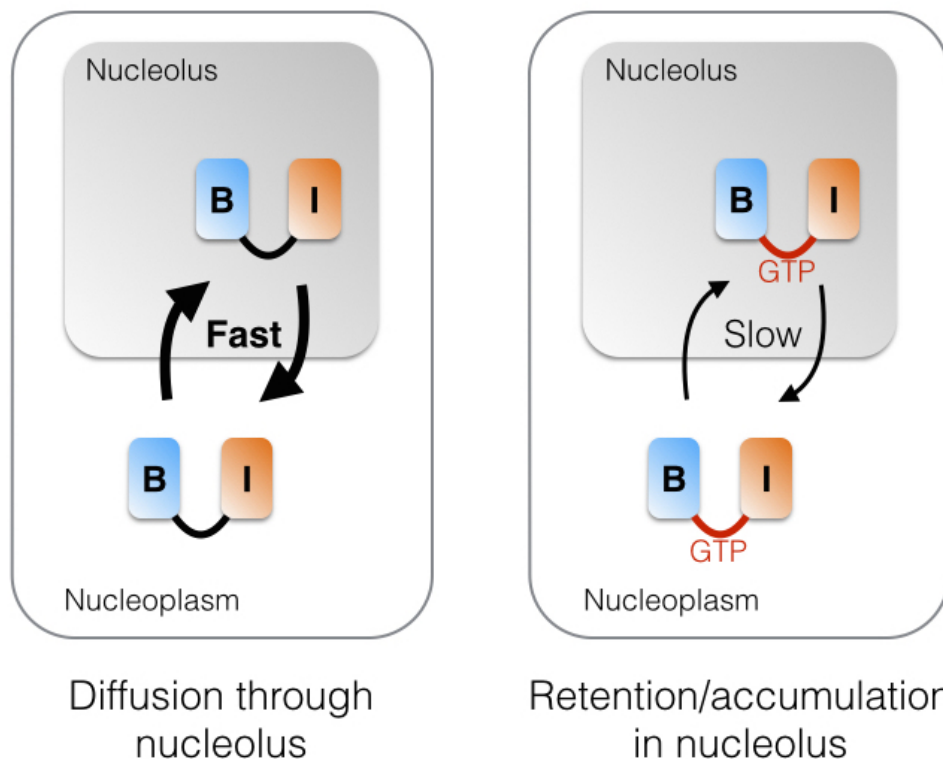 Nucleolus
B I
Fast
B I
Nucleoplasm
Diffusion through
nucleolus
Nucleolus
B I
GTP
Slow
B I
GTP
Nucleoplasm
Retention/accumulation
in nucleolus